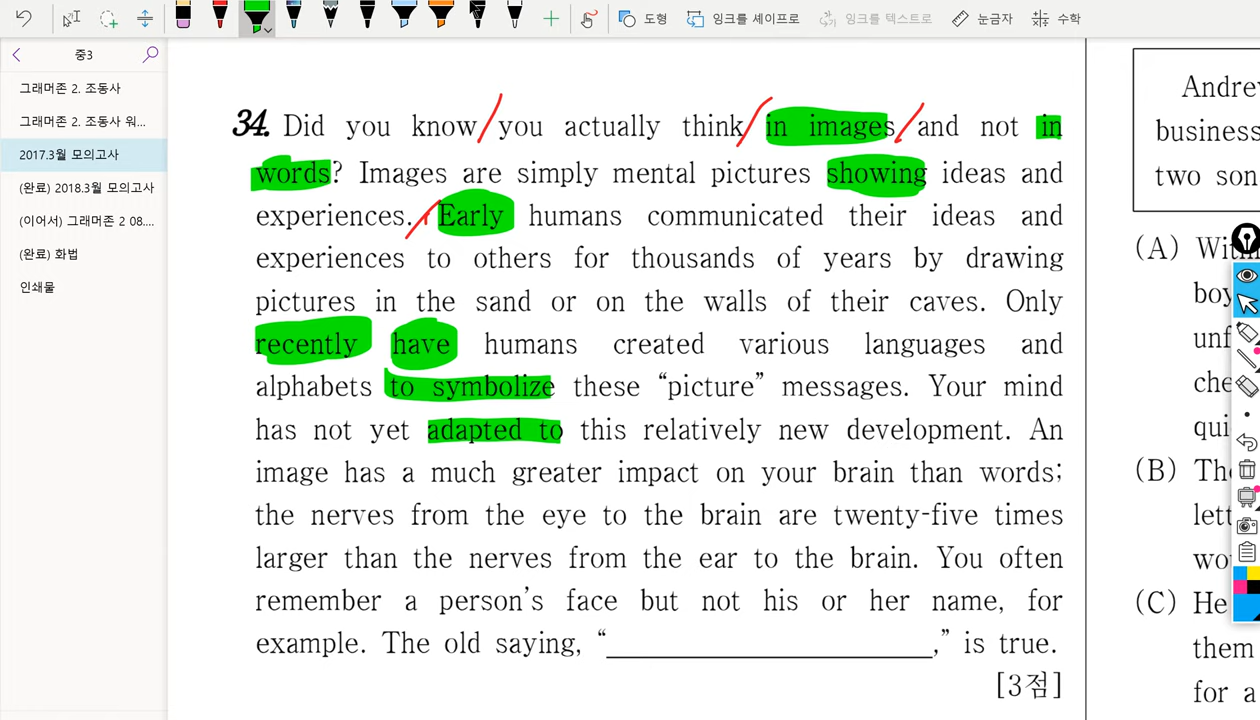 도형
잉크를 셰이프로
잉크를 텍스트로
눈금자
수학
중3
그래머존 2. 조동사
그래머존 2. 조동사 워...
2017.3월 모의고사
(완료) 2018.3월 모의고사
(이어서) 그래머존 2 08....
(완료) 화법
인쇄물
34. Did you know you actually think in images, and not in
words? Images are simply mental pictures showing ideas and
experiences. Early humans communicated their ideas and
experiences to others for thousands of years by drawing
pictures in the sand or on the walls of their caves. Only
recently have humans created various languages and
alphabets to symbolize these “picture” messages. Your mind
has not yet adapted to this relatively new development. An
image has a much greater impact on your brain than words;
the nerves from the eye to the brain are twenty-five times
larger than the nerves from the ear to the brain. You often
remember a person’s face but not his or her name, for
example. The old saying, “____________________,” is true.
[3점]
Andrew
business
two son
(A) With
boy
unf
che
qui
(B) The
lett
wou
(C) He
them
for a